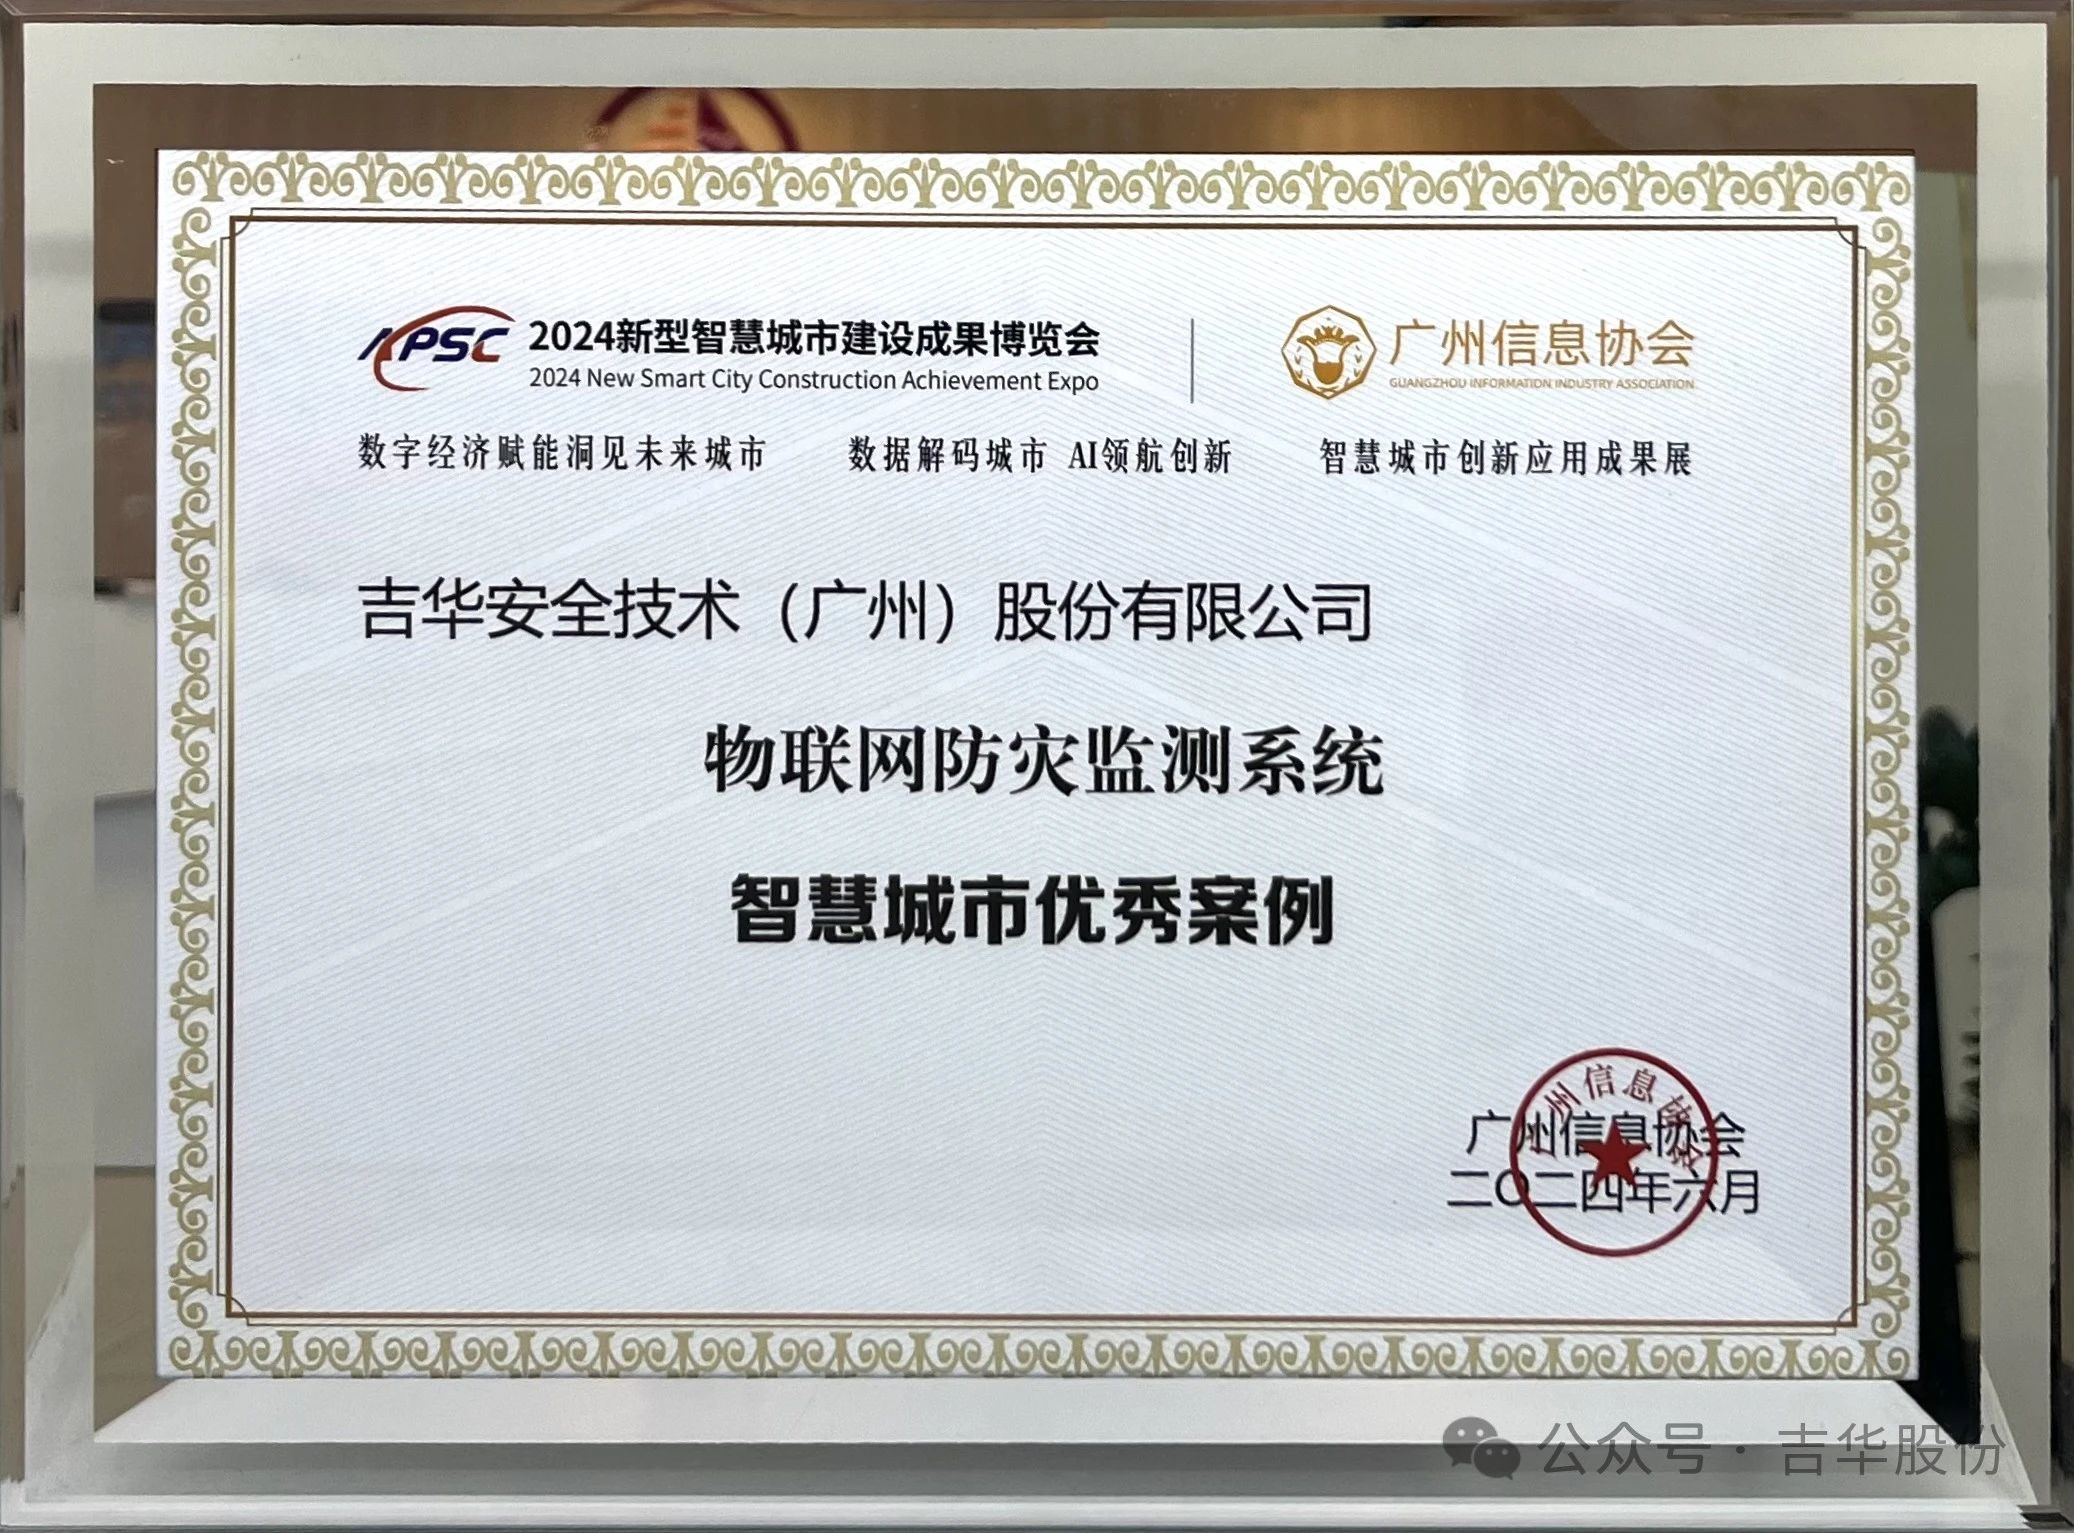 KPSC
2024新型智慧城市建设成果博览会
2024 New Smart City Construction Achievement Expo
广州信息协会
GUANGZHOU INFORMATION INDUSTRY ASSOCIATION
数字经济赋能洞见未来城市 数据解码城市 AI领航创新 智慧城市创新应用成果展
吉华安全技术（广州）股份有限公司
物联网防灾监测系统
智慧城市优秀案例
州信息协会
广州信息协会
二〇二四年六月
公众号·吉华股份